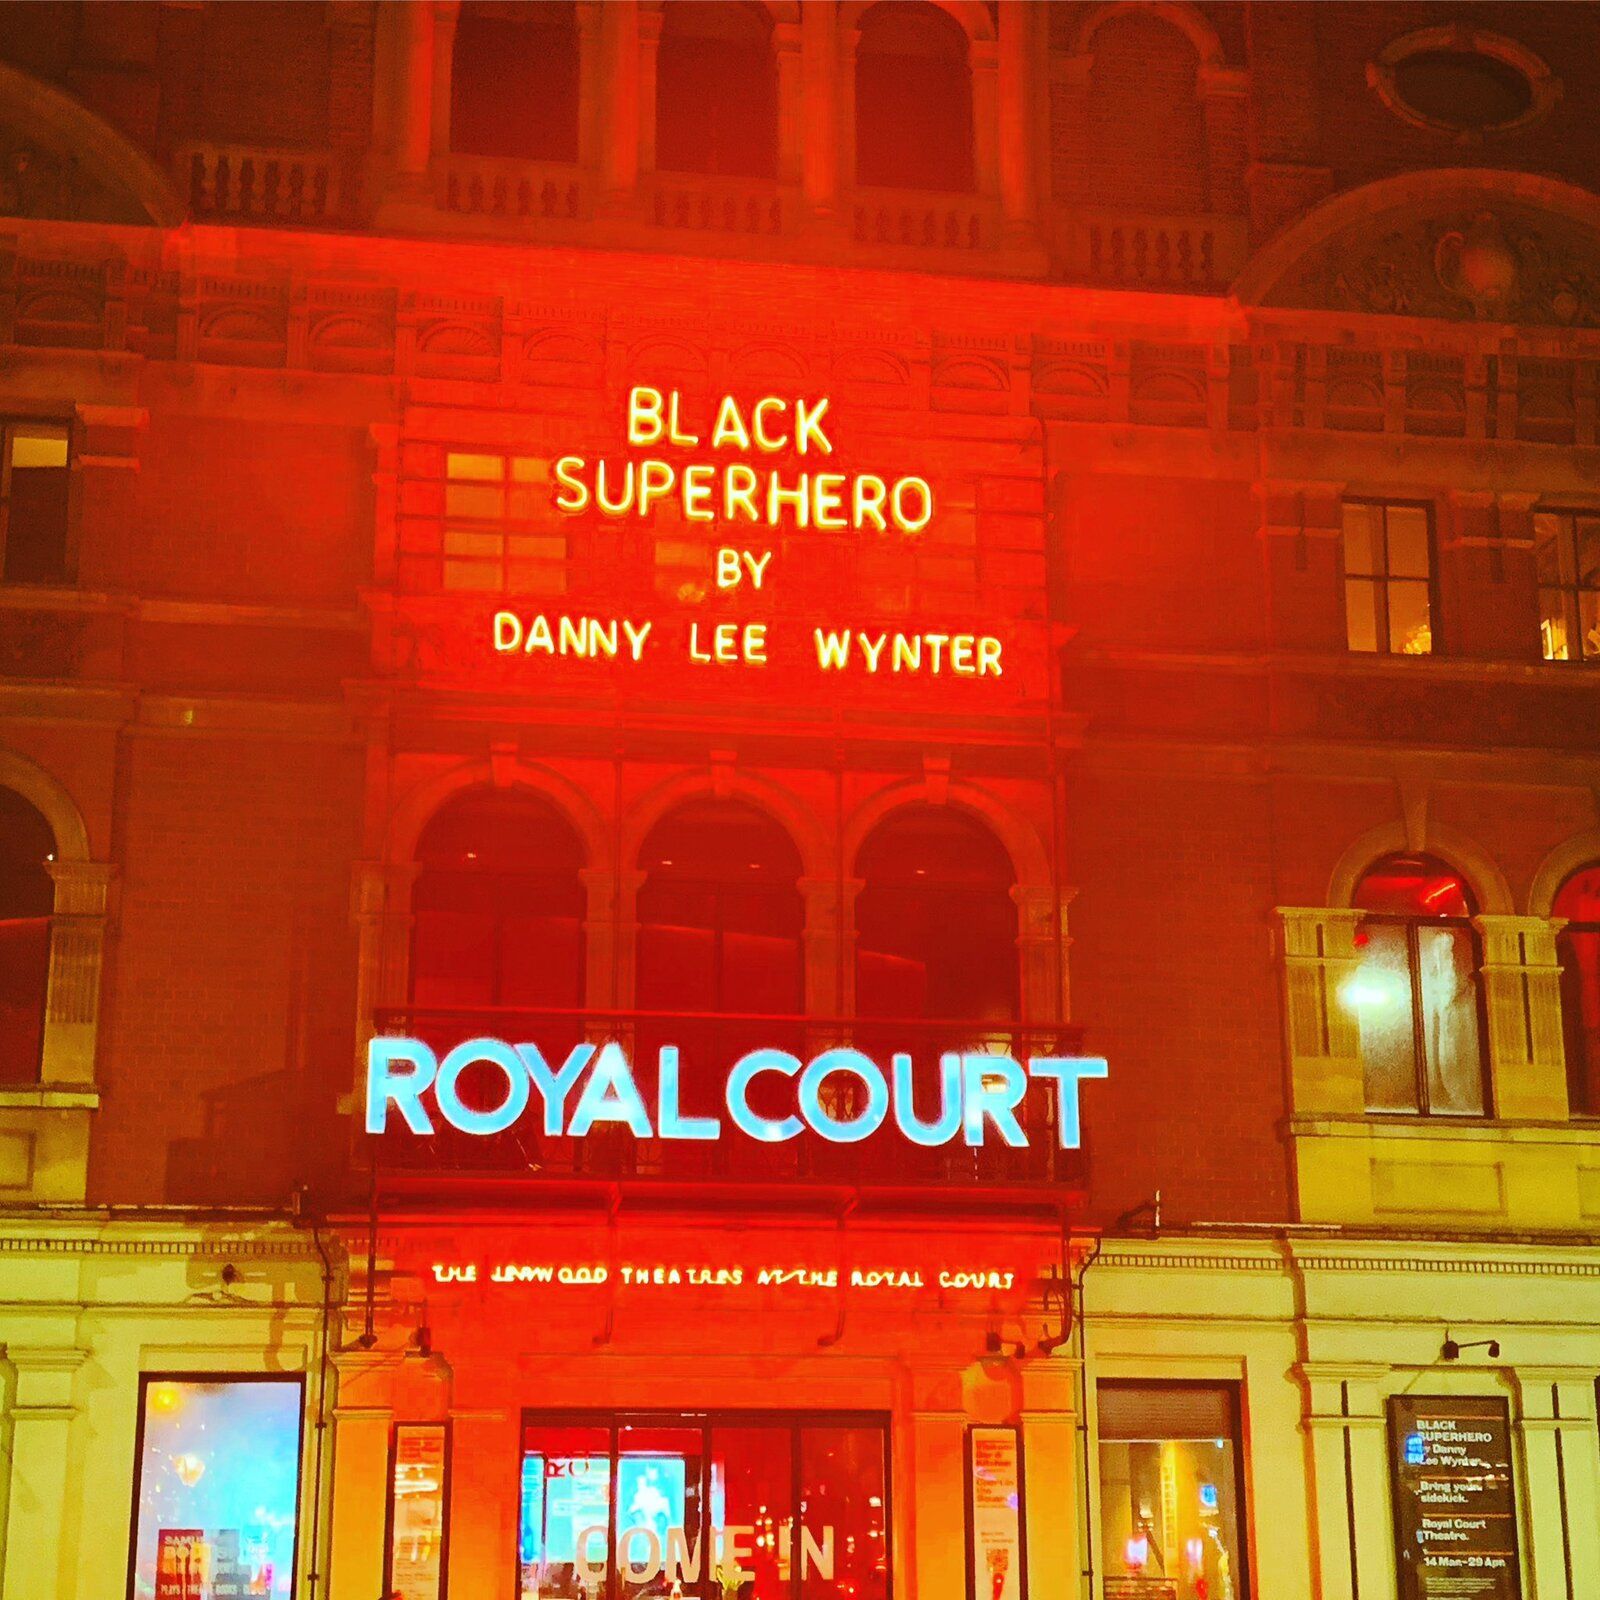 BLACK
SUPERHERO
BY
DANNY LEE WYNTER
ROYAL COURT
THE JERWOOD THEATRES AT THE ROYAL COURT
COME IN
BLACK
SUPERHERO
by Danny
Lee Wynter
Bring your
sidekick.
Royal Court
Theatre.
14 Mar–29 Apr